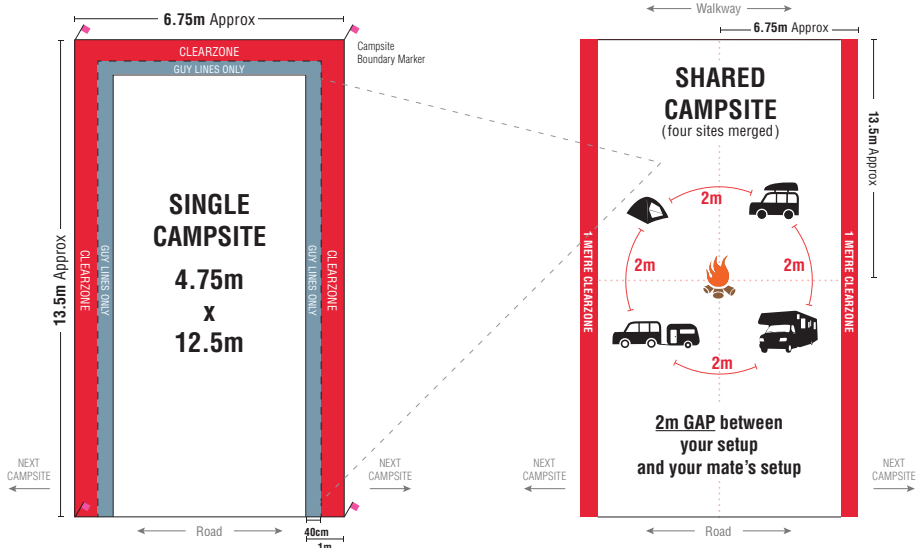 6.75m Approx
Campsite
Boundary Marker
CLEARZONE
GUY LINES ONLY
13.5m Approx
CLEARZONE
GUY LINES ONLY
SINGLE
CAMPSITE
4.75m
x
12.5m
GUY LINES ONLY
CLEARZONE
NEXT
CAMPSITE
NEXT
CAMPSITE
Road
40cm
1m
Walkway
6.75m Approx
13.5m Approx
SHARED
CAMPSITE
(four sites merged)
2m
1 METRE CLEARZONE
2m
2m
1 METRE CLEARZONE
2m
2m GAP between
your setup
and your mate's setup
NEXT
CAMPSITE
NEXT
CAMPSITE
Road